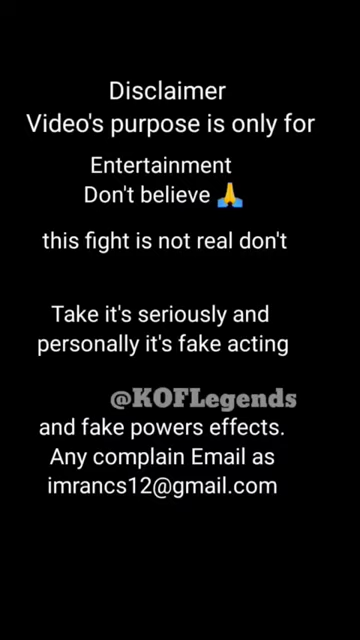 Disclaimer
Video's purpose is only for
Entertainment
Don't believe 🙏
this fight is not real don't
Take it's seriously and
personally it's fake acting
@KOFLegends
and fake powers effects.
Any complain Email as
imrancs12@gmail.com